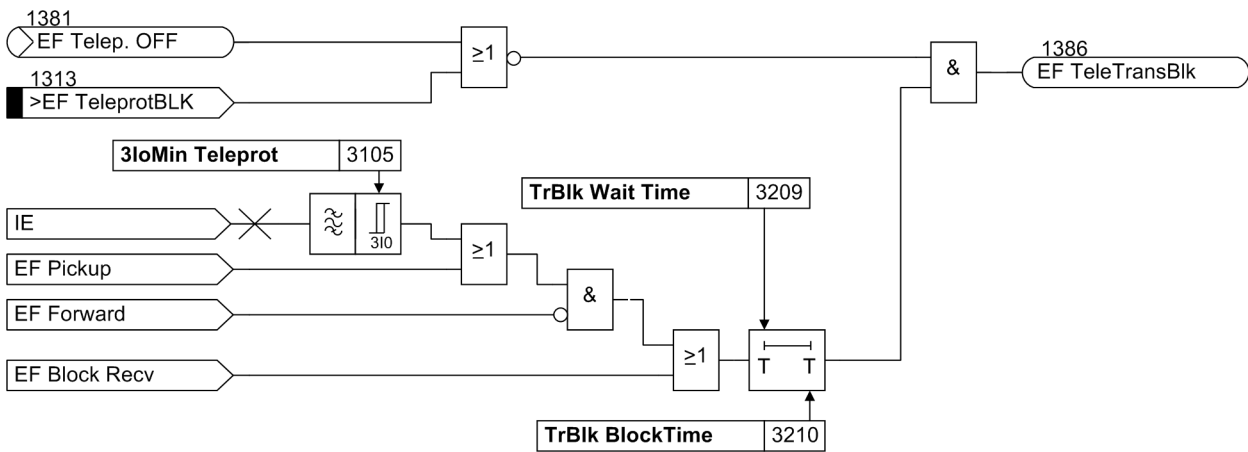 1381
EF Telep. OFF
≥1
&
1386
EF TeleTransBlk
1313
>EF TeleprotBLK
3IoMin Teleprot 3105
TrBlk Wait Time 3209
IE
3I0
≥1
EF Pickup
&
EF Forward
≥1
T T
EF Block Recv
TrBlk BlockTime 3210